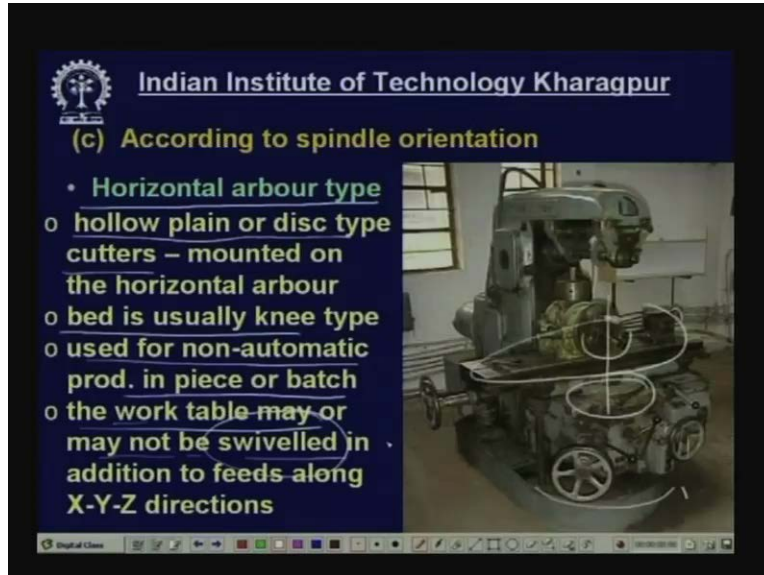 Indian Institute of Technology Kharagpur
(c) According to spindle orientation
• Horizontal arbour type
o hollow plain or disc type
cutters – mounted on
the horizontal arbour
o bed is usually knee type
o used for non-automatic
prod. in piece or batch
o the work table may or
may not be swivelled in
addition to feeds along
X-Y-Z directions
Digital Class